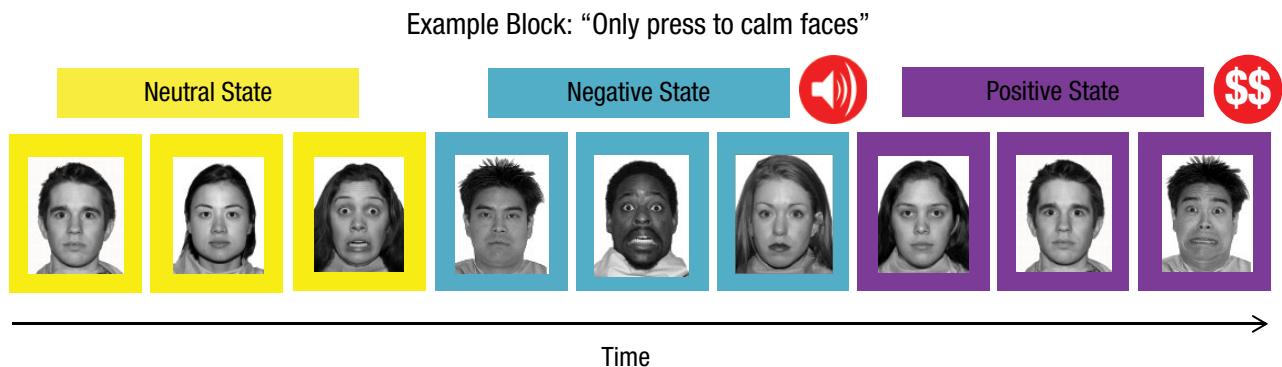 Example Block: “Only press to calm faces”
Neutral State
Negative State
Positive State
$$
Time